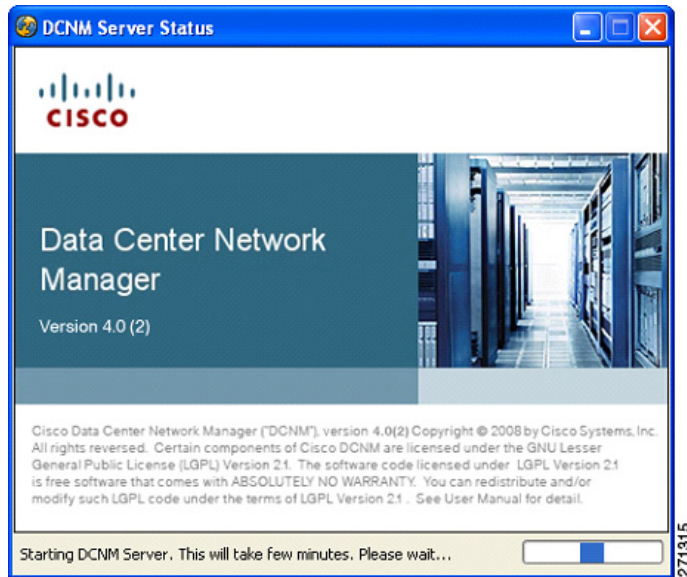 DCNM Server Status
CISCO
Data Center Network
Manager
Version 4.0 (2)
Cisco Data Center Network Manager ("DCNM"), version 4.0(2) Copyright © 2008 by Cisco Systems, Inc.
All rights reversed. Certain components of Cisco DCNM are licensed under the GNU Lesser
General Public License (LGPL) Version 2.1. The software code licensed under LGPL Version 2.1
is free software that comes with ABSOLUTELY NO WARRANTY. You can redistribute and/or
modify such LGPL code under the terms of LGPL Version 2.1 . See User Manual for detail.
Starting DCNM Server. This will take few minutes. Please wait...
271315